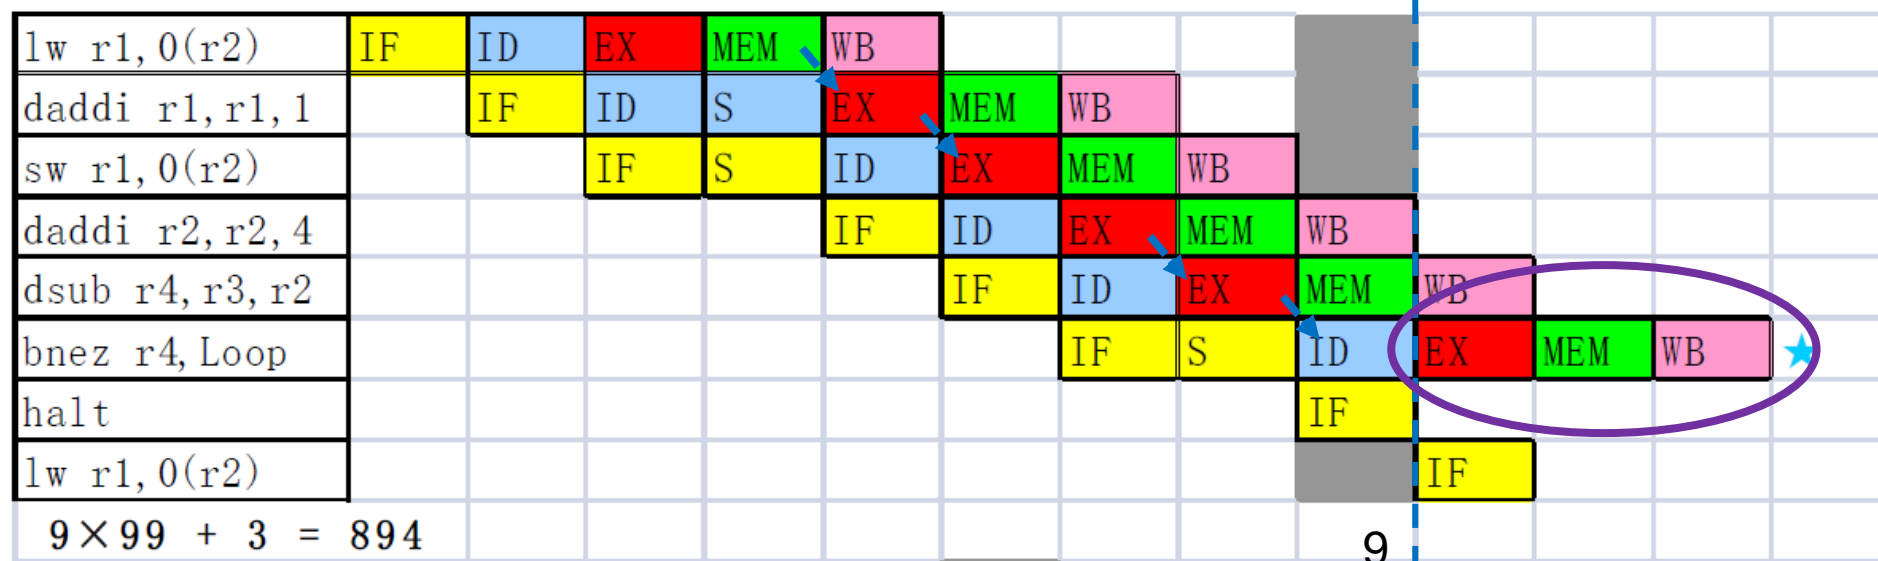 lw r1,0(r2) IF ID EX MEM WB
daddi r1,r1,1 IF ID S EX MEM WB
sw r1,0(r2) IF S ID EX MEM WB
daddi r2,r2,4 IF ID EX MEM WB
dsub r4,r3,r2 IF ID EX MEM WB
bnez r4,Loop IF S ID EX MEM WB
halt IF
lw r1,0(r2) IF
9×99 + 3 = 894
9